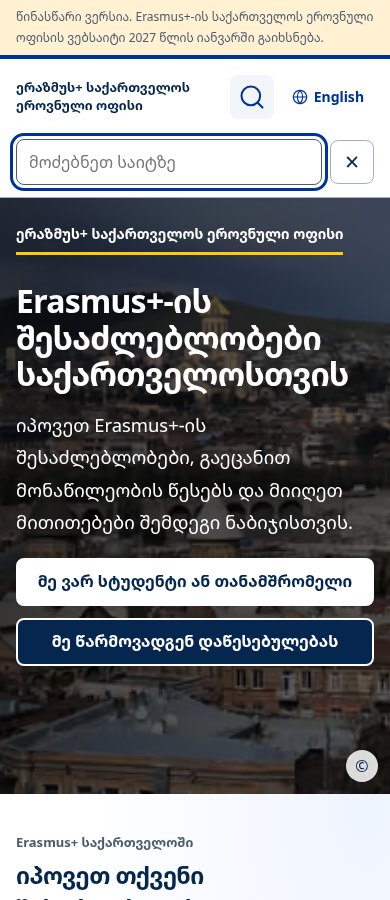 წინასწარი ვერსია. Erasmus+-ის საქართველოს ეროვნული
ოფისის ვებსაიტი 2027 წლის იანვარში გაიხსნება.
ერაზმუს+ საქართველოს
ეროვნული ოფისი
English
მოძებნეთ საიტზე
ერაზმუს+ საქართველოს ეროვნული ოფისი
Erasmus+-ის
შესაძლებლობები
საქართველოსთვის
იპოვეთ Erasmus+-ის
შესაძლებლობები, გაეცანით
მონაწილეობის წესებს და მიიღეთ
მითითებები შემდეგი ნაბიჯისთვის.
მე ვარ სტუდენტი ან თანამშრომელი
მე წარმოვადგენ დაწესებულებას
©
Erasmus+ საქართველოში
იპოვეთ თქვენი